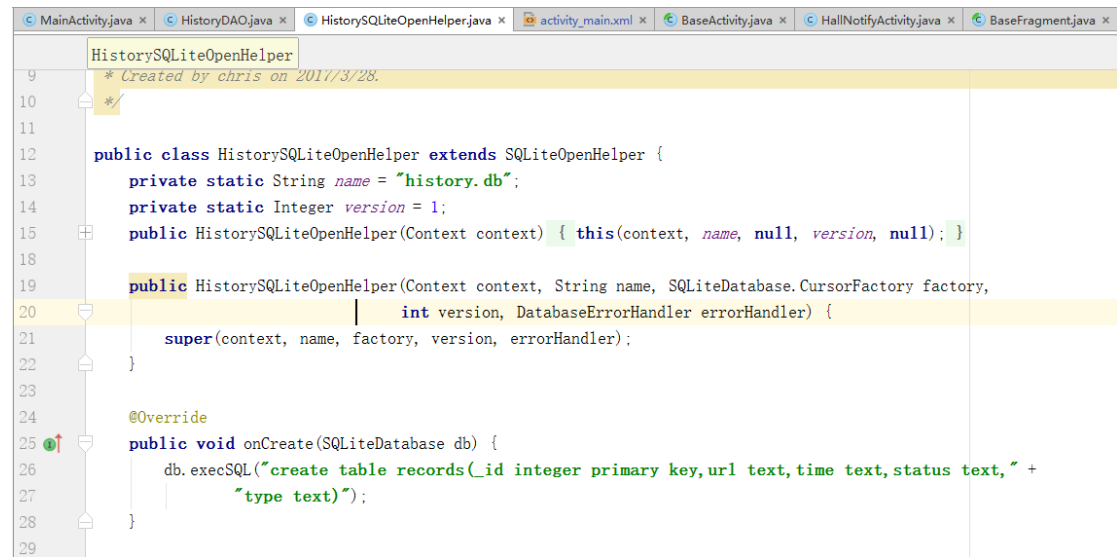 MainActivity.java × HistoryDAO.java × HistorySQLiteOpenHelper.java × activity_main.xml × BaseActivity.java × HallNotifyActivity.java × BaseFragment.java ×
HistorySQLiteOpenHelper
9 * Created by chris on 2017/3/28.
10 */
11
12 public class HistorySQLiteOpenHelper extends SQLiteOpenHelper {
13 private static String name = "history.db";
14 private static Integer version = 1;
15 public HistorySQLiteOpenHelper(Context context) { this(context, name, null, version, null); }
18
19 public HistorySQLiteOpenHelper(Context context, String name, SQLiteDatabase.CursorFactory factory,
20 int version, DatabaseErrorHandler errorHandler) {
21 super(context, name, factory, version, errorHandler);
22 }
23
24 @Override
25 public void onCreate(SQLiteDatabase db) {
26 db.execSQL("create table records(_id integer primary key,url text,time text,status text," +
27 "type text)");
28 }
29